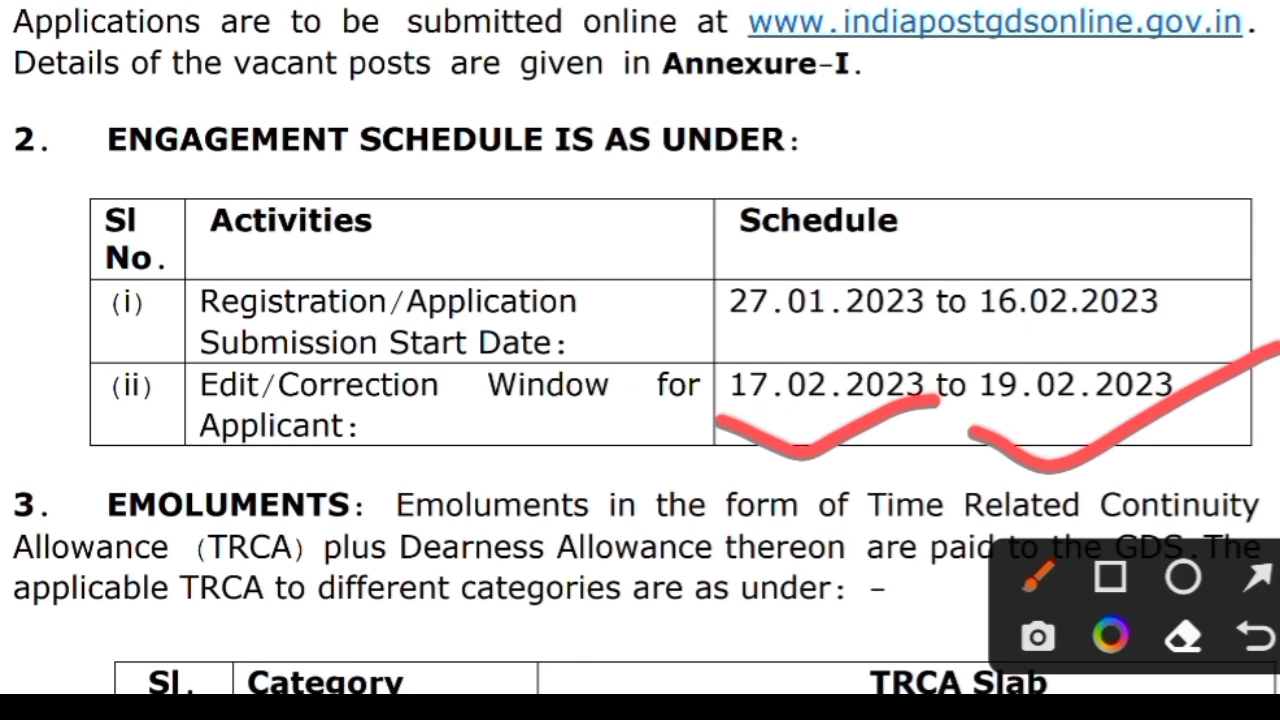 Applications are to be submitted online at www.indiapostgdsonline.gov.in.
Details of the vacant posts are given in Annexure-I.
2. ENGAGEMENT SCHEDULE IS AS UNDER:
Sl No. Activities Schedule
(i) Registration/Application Submission Start Date: 27.01.2023 to 16.02.2023
(ii) Edit/Correction Window for Applicant: 17.02.2023 to 19.02.2023
3. EMOLUMENTS: Emoluments in the form of Time Related Continuity
Allowance (TRCA) plus Dearness Allowance thereon are paid to the GDS. The
applicable TRCA to different categories are as under: –
Sl. Category TRCA Slab